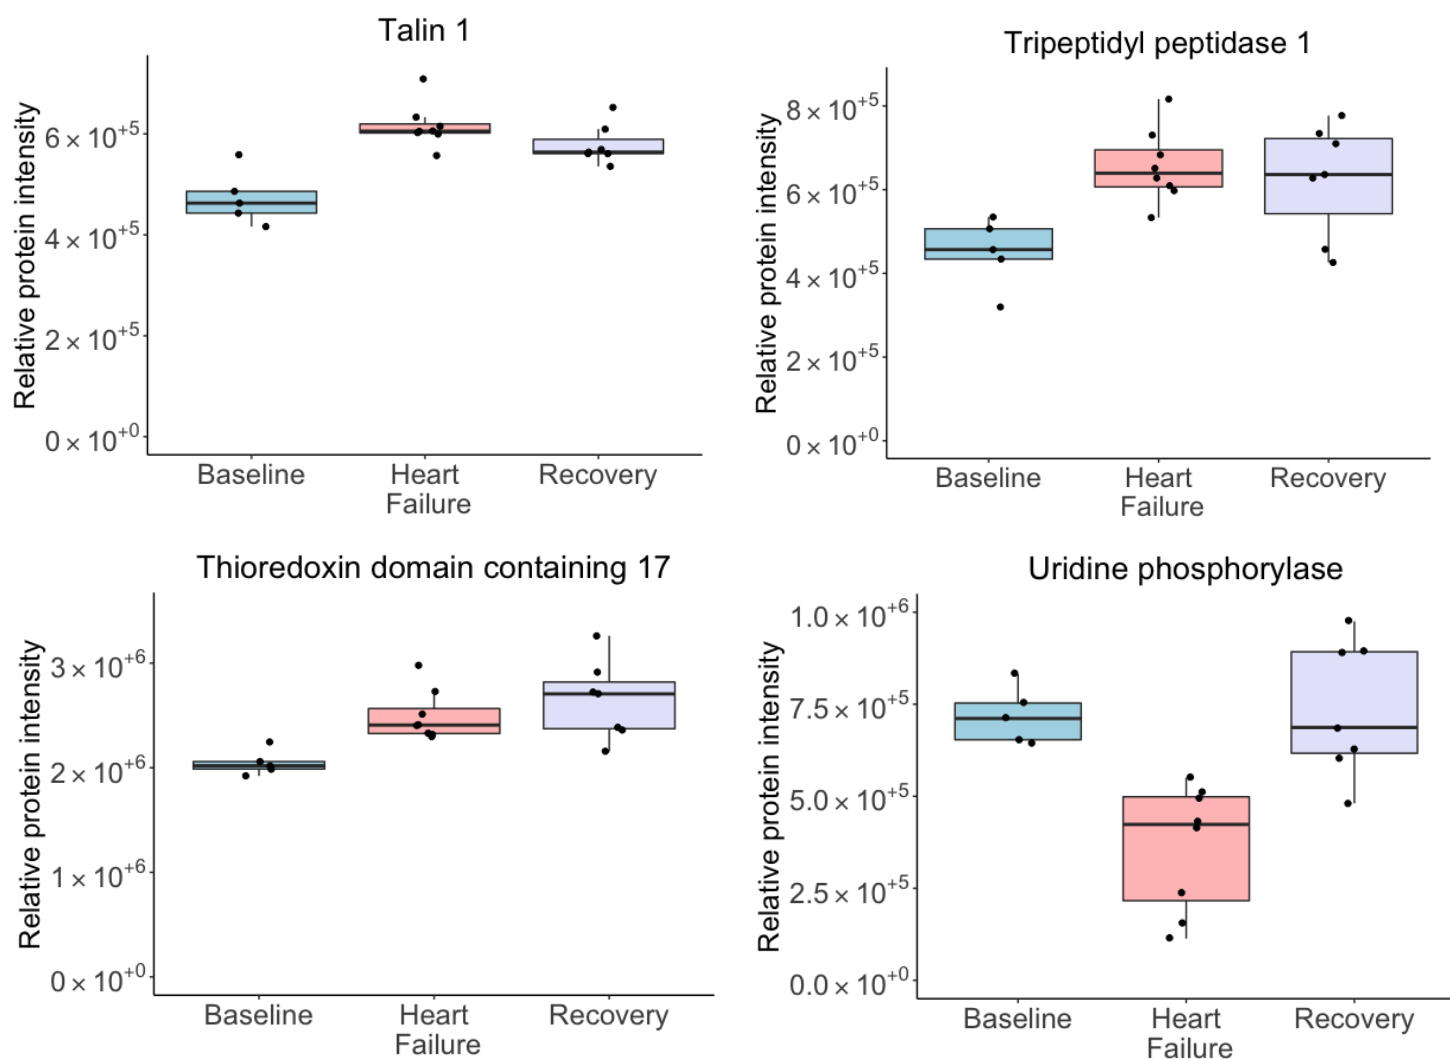 Talin 1
Relative protein intensity
6 × 10⁺⁵
4 × 10⁺⁵
2 × 10⁺⁵
0 × 10⁺⁰
Baseline
Heart
Failure
Recovery
Tripeptidyl peptidase 1
Relative protein intensity
8 × 10⁺⁵
6 × 10⁺⁵
4 × 10⁺⁵
2 × 10⁺⁵
0 × 10⁺⁰
Baseline
Heart
Failure
Recovery
Thioredoxin domain containing 17
Relative protein intensity
3 × 10⁺⁶
2 × 10⁺⁶
1 × 10⁺⁶
0 × 10⁺⁰
Baseline
Heart
Failure
Recovery
Uridine phosphorylase
Relative protein intensity
1.0 × 10⁺⁶
7.5 × 10⁺⁵
5.0 × 10⁺⁵
2.5 × 10⁺⁵
0.0 × 10⁺⁰
Baseline
Heart
Failure
Recovery